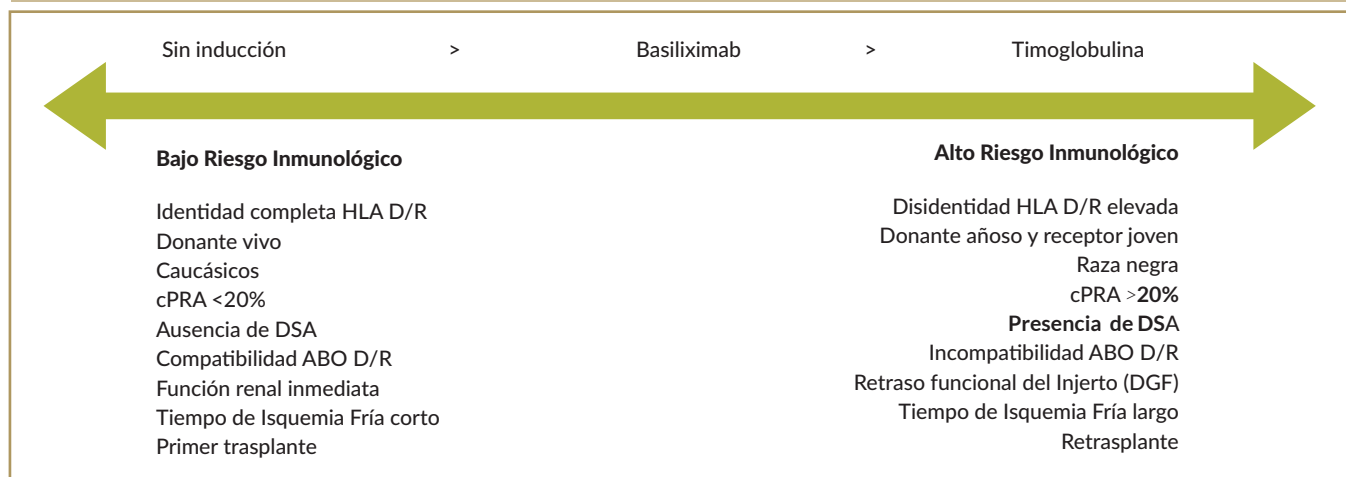 Sin inducción > Basiliximab > Timoglobulina
Bajo Riesgo Inmunológico
Identidad completa HLA D/R
Donante vivo
Caucásicos
cPRA <20%
Ausencia de DSA
Compatibilidad ABO D/R
Función renal inmediata
Tiempo de Isquemia Fría corto
Primer trasplante
Alto Riesgo Inmunológico
Disidentidad HLA D/R elevada
Donante añoso y receptor joven
Raza negra
cPRA >20%
Presencia de DSA
Incompatibilidad ABO D/R
Retraso funcional del Injerto (DGF)
Tiempo de Isquemia Fría largo
Retrasplante